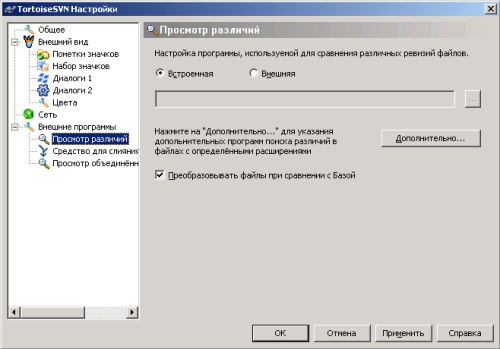 TortoiseSVN Настройки
Общее
Внешний вид
Пометки значков
Набор значков
Диалоги 1
Диалоги 2
Цвета
Сеть
Внешние программы
Просмотр различий
Средство для слияния
Просмотр объединённ
Просмотр различий
Настройка программы, используемой для сравнения различных ревизий файлов.
Встроенная
Внешняя
...
Нажмите на "Дополнительно..." для указания
дополнительных программ поиска различий в
файлах с определёнными расширениями
Дополнительно...
Преобразовывать файлы при сравнении с Базой
OK
Отмена
Применить
Справка